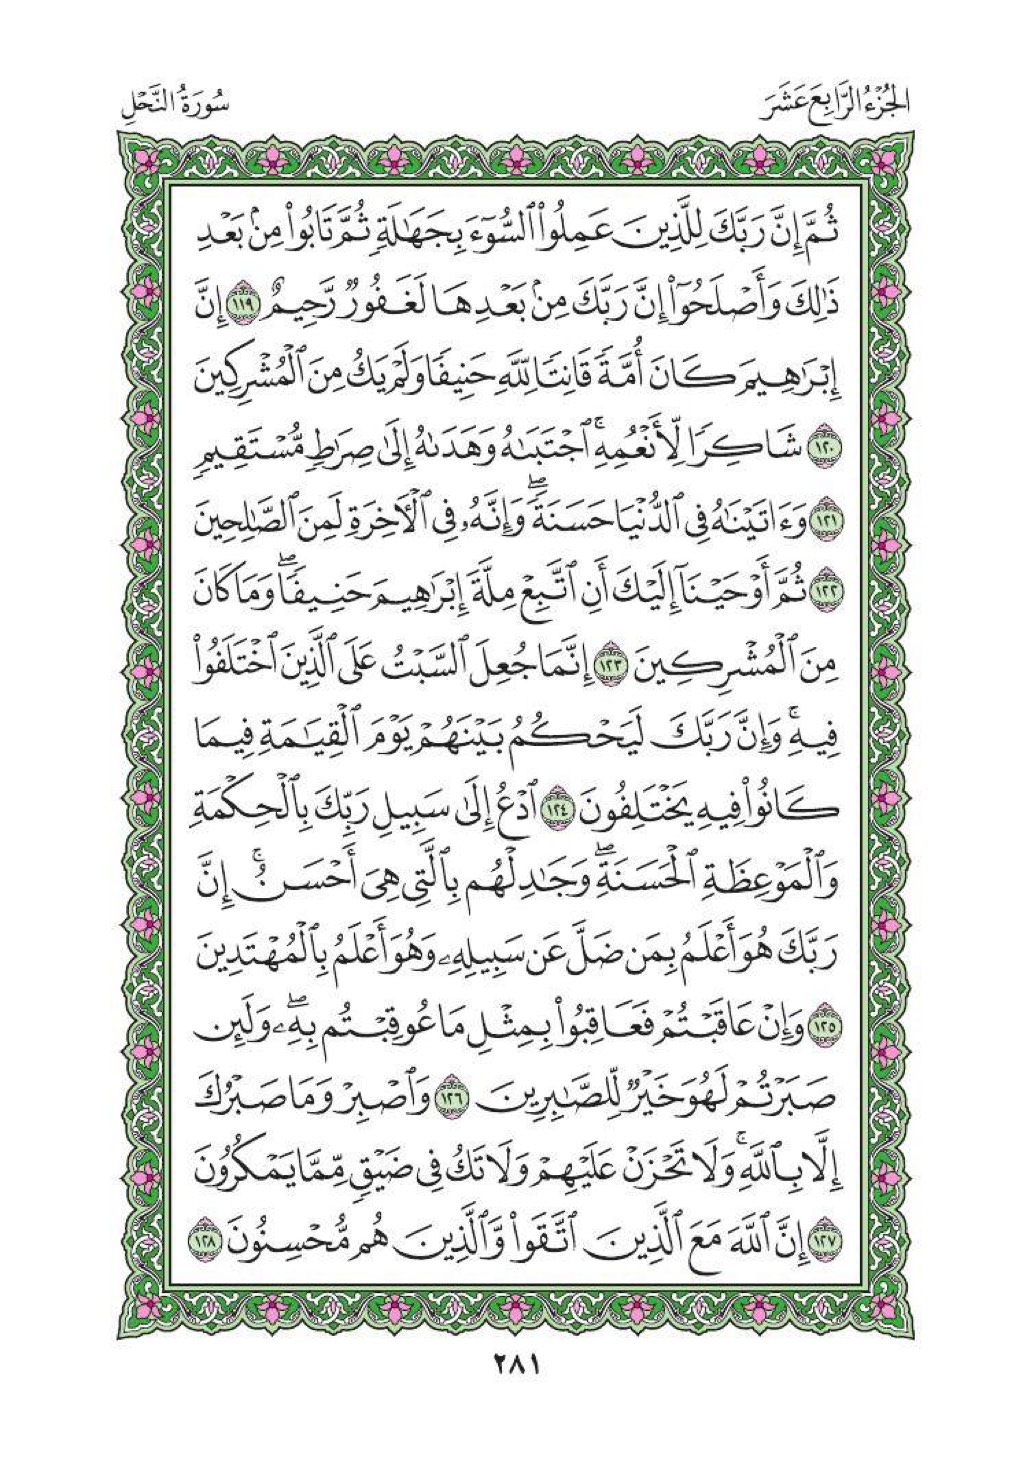 الجُزْءُ الرَّابِعَ عَشَرَ
سُورَةُ النَّحْلِ
ثُمَّ إِنَّ رَبَّكَ لِلَّذِينَ عَمِلُوا۟ ٱلسُّوٓءَ بِجَهَـٰلَةٍ ثُمَّ تَابُوا۟ مِنۢ بَعْدِ
ذَٰلِكَ وَأَصْلَحُوٓا۟ إِنَّ رَبَّكَ مِنۢ بَعْدِهَا لَغَفُورٌ رَّحِيمٌ ١١٩ إِنَّ
إِبْرَٰهِيمَ كَانَ أُمَّةً قَانِتًا لِّلَّهِ حَنِيفًا وَلَمْ يَكُ مِنَ ٱلْمُشْرِكِينَ
١٢٠ شَاكِرًا لِّأَنْعُمِهِ ۚ ٱجْتَبَىٰهُ وَهَدَىٰهُ إِلَىٰ صِرَٰطٍ مُّسْتَقِيمٍ
١٢١ وَءَاتَيْنَـٰهُ فِى ٱلدُّنْيَا حَسَنَةً ۖ وَإِنَّهُۥ فِى ٱلْـَٔاخِرَةِ لَمِنَ ٱلصَّـٰلِحِينَ
١٢٢ ثُمَّ أَوْحَيْنَآ إِلَيْكَ أَنِ ٱتَّبِعْ مِلَّةَ إِبْرَٰهِيمَ حَنِيفًا ۖ وَمَا كَانَ
مِنَ ٱلْمُشْرِكِينَ ١٢٣ إِنَّمَا جُعِلَ ٱلسَّبْتُ عَلَى ٱلَّذِينَ ٱخْتَلَفُوا۟
فِيهِ ۚ وَإِنَّ رَبَّكَ لَيَحْكُمُ بَيْنَهُمْ يَوْمَ ٱلْقِيَـٰمَةِ فِيمَا
كَانُوا۟ فِيهِ يَخْتَلِفُونَ ١٢٤ ٱدْعُ إِلَىٰ سَبِيلِ رَبِّكَ بِٱلْحِكْمَةِ
وَٱلْمَوْعِظَةِ ٱلْحَسَنَةِ ۖ وَجَـٰدِلْهُم بِٱلَّتِى هِىَ أَحْسَنُ ۚ إِنَّ
رَبَّكَ هُوَ أَعْلَمُ بِمَن ضَلَّ عَن سَبِيلِهِۦ وَهُوَ أَعْلَمُ بِٱلْمُهْتَدِينَ
١٢٥ وَإِنْ عَاقَبْتُمْ فَعَاقِبُوا۟ بِمِثْلِ مَا عُوقِبْتُم بِهِۦ ۖ وَلَئِن
صَبَرْتُمْ لَهُوَ خَيْرٌ لِّلصَّـٰبِرِينَ ١٢٦ وَٱصْبِرْ وَمَا صَبْرُكَ
إِلَّا بِٱللَّهِ ۚ وَلَا تَحْزَنْ عَلَيْهِمْ وَلَا تَكُ فِى ضَيْقٍ مِّمَّا يَمْكُرُونَ
١٢٧ إِنَّ ٱللَّهَ مَعَ ٱلَّذِينَ ٱتَّقَوا۟ وَّٱلَّذِينَ هُم مُّحْسِنُونَ ١٢٨
٢٨١